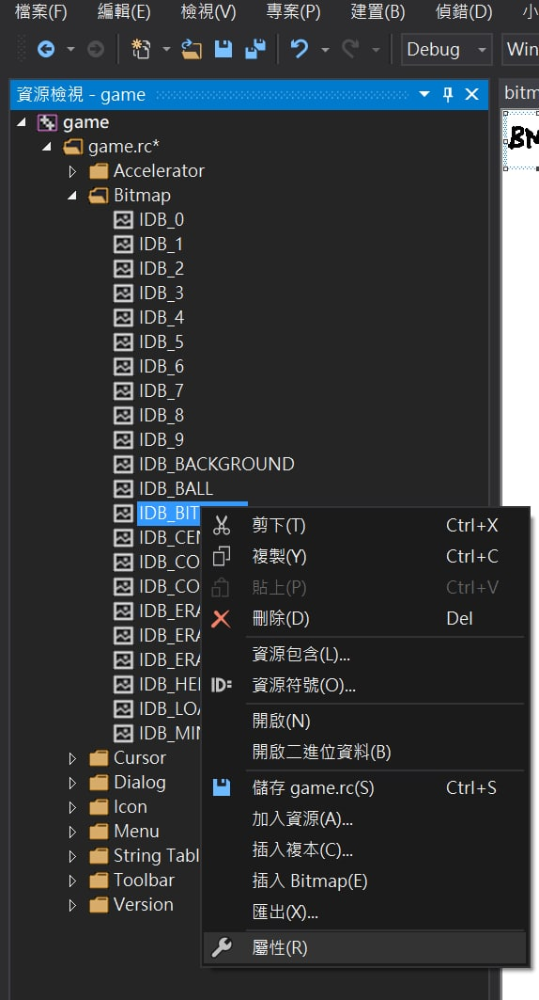 檔案(F) 編輯(E) 檢視(V) 專案(P) 建置(B) 偵錯(D)
Debug
資源檢視 - game
game
game.rc*
Accelerator
Bitmap
IDB_0
IDB_1
IDB_2
IDB_3
IDB_4
IDB_5
IDB_6
IDB_7
IDB_8
IDB_9
IDB_BACKGROUND
IDB_BALL
IDB_BIT
IDB_CEN
剪下(T) Ctrl+X
IDB_CO
複製(Y) Ctrl+C
IDB_CO
貼上(P) Ctrl+V
IDB_ERA
刪除(D) Del
IDB_ERA
IDB_ERA
資源包含(L)...
IDB_HE
ID= 資源符號(O)...
IDB_LOA
開啟(N)
IDB_MIN
開啟二進位資料(B)
Cursor
Dialog
儲存 game.rc(S) Ctrl+S
Icon
加入資源(A)...
Menu
插入複本(C)...
String Tabl
Toolbar
插入 Bitmap(E)
Version
匯出(X)...
屬性(R)